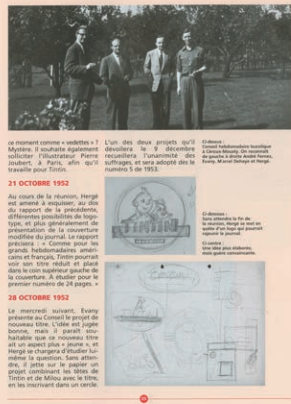 ce moment comme « vedettes » ?
Mystère. Il souhaite également
solliciter l'illustrateur Pierre
Joubert, à Paris, afin qu'il
travaille pour Tintin.
L'un des deux projets qu'il
dévoilera le 9 décembre
recueillera l'unanimité des
suffrages, et sera adopté dès le
numéro 5 de 1953.
Ci-dessus :
Conseil hebdomadaire bucolique
à Céroux-Mousty. On reconnaît
de gauche à droite André Fernez,
Evany, Marcel Dehaye et Hergé.
21 OCTOBRE 1952
Au cours de la réunion, Hergé
est amené à esquisser, au dos
du rapport de la précédente,
différentes possibilités de logo-
type, et plus généralement de
présentation de la couverture
modifiée du journal. Le rapport
précisera : « Comme pour les
grands hebdomadaires améri-
cains et français, Tintin pourrait
voir son titre réduit et placé
dans le coin supérieur gauche de
la couverture. À étudier pour le
premier numéro de 24 pages. »
28 OCTOBRE 1952
Le mercredi suivant, Evany
présente au Conseil le projet de
nouveau titre. L'idée est jugée
bonne, mais il paraît sou-
haitable que ce nouveau titre
ait un aspect plus « jeune », et
Hergé se chargera d'étudier lui-
même la question. Sans atten-
dre, il jette sur le papier un
projet combinant les têtes de
Tintin et de Milou avec le titre,
en les inscrivant dans un cercle.
TINTIN
Ci-dessous :
Sans attendre la fin de
la réunion, Hergé se met en
quête d'un logo qui pourrait
rajeunir le journal.
Ci-contre :
Une idée plus élaborée,
mais guère convaincante.